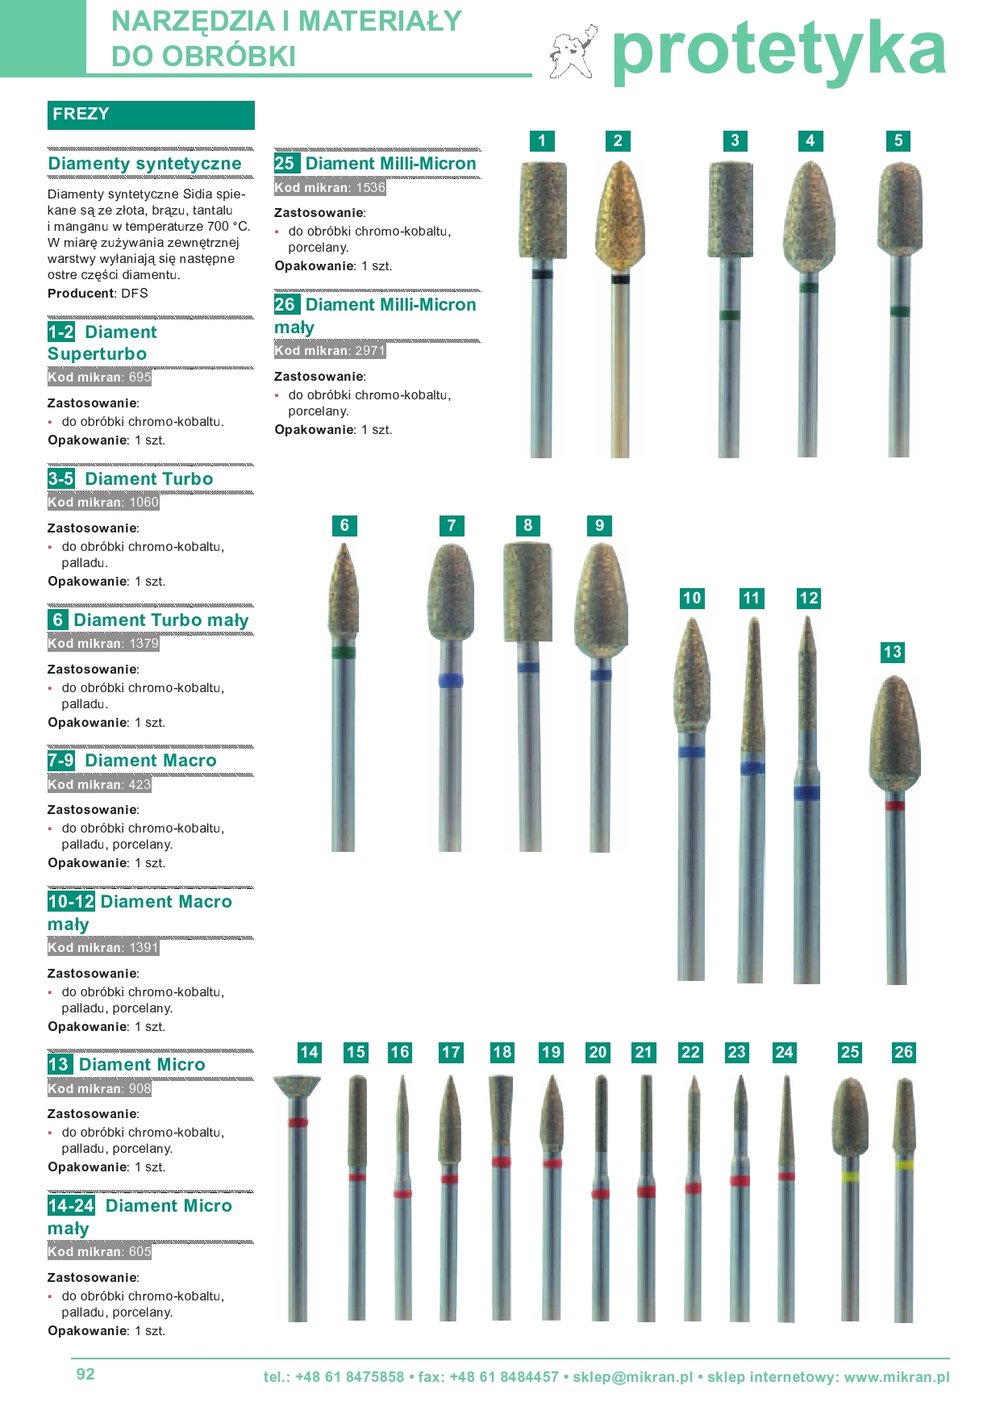 NARZĘDZIA I MATERIAŁY
DO OBRÓBKI
protetyka
FREZY
Diamenty syntetyczne
Diamenty syntetyczne Sidia spie-
kane są ze złota, brązu, tantalu
i manganu w temperaturze 700 °C.
W miarę zużywania zewnętrznej
warstwy wyłaniają się następne
ostre części diamentu.
Producent: DFS
1-2 Diament
Superturbo
Kod mikran: 695
Zastosowanie:
▪ do obróbki chromo-kobaltu.
Opakowanie: 1 szt.
3-5 Diament Turbo
Kod mikran: 1060
Zastosowanie:
▪ do obróbki chromo-kobaltu,
palladu.
Opakowanie: 1 szt.
6 Diament Turbo mały
Kod mikran: 1379
Zastosowanie:
▪ do obróbki chromo-kobaltu,
palladu.
Opakowanie: 1 szt.
7-9 Diament Macro
Kod mikran: 423
Zastosowanie:
▪ do obróbki chromo-kobaltu,
palladu, porcelany.
Opakowanie: 1 szt.
10-12 Diament Macro
mały
Kod mikran: 1391
Zastosowanie:
▪ do obróbki chromo-kobaltu,
palladu, porcelany.
Opakowanie: 1 szt.
13 Diament Micro
Kod mikran: 908
Zastosowanie:
▪ do obróbki chromo-kobaltu,
palladu, porcelany.
Opakowanie: 1 szt.
14-24 Diament Micro
mały
Kod mikran: 605
Zastosowanie:
▪ do obróbki chromo-kobaltu,
palladu, porcelany.
Opakowanie: 1 szt.
25 Diament Milli-Micron
Kod mikran: 1536
Zastosowanie:
▪ do obróbki chromo-kobaltu,
porcelany.
Opakowanie: 1 szt.
26 Diament Milli-Micron
mały
Kod mikran: 2971
Zastosowanie:
▪ do obróbki chromo-kobaltu,
porcelany.
Opakowanie: 1 szt.
1 2 3 4 5
6 7 8 9
10 11 12
13
14 15 16 17 18 19 20 21 22 23 24 25 26
92
tel.: +48 61 8475858 • fax: +48 61 8484457 • sklep@mikran.pl • sklep internetowy: www.mikran.pl